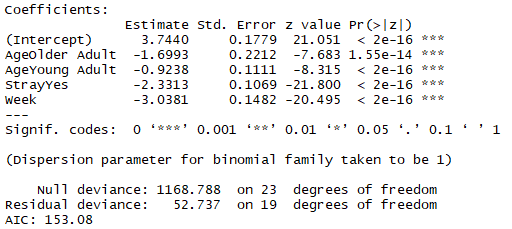 Coefficients:
                Estimate Std. Error z value Pr(>|z|)
(Intercept)       3.7440     0.1779  21.051  < 2e-16 ***
AgeOlder Adult   -1.6993     0.2212  -7.683 1.55e-14 ***
AgeYoung Adult   -0.9238     0.1111  -8.315  < 2e-16 ***
StrayYes         -2.3313     0.1069 -21.800  < 2e-16 ***
Week             -3.0381     0.1482 -20.495  < 2e-16 ***
---
Signif. codes:  0 ‘***’ 0.001 ‘**’ 0.01 ‘*’ 0.05 ‘.’ 0.1 ‘ ’ 1
(Dispersion parameter for binomial family taken to be 1)
    Null deviance: 1168.788  on 23  degrees of freedom
Residual deviance:   52.737  on 19  degrees of freedom
AIC: 153.08